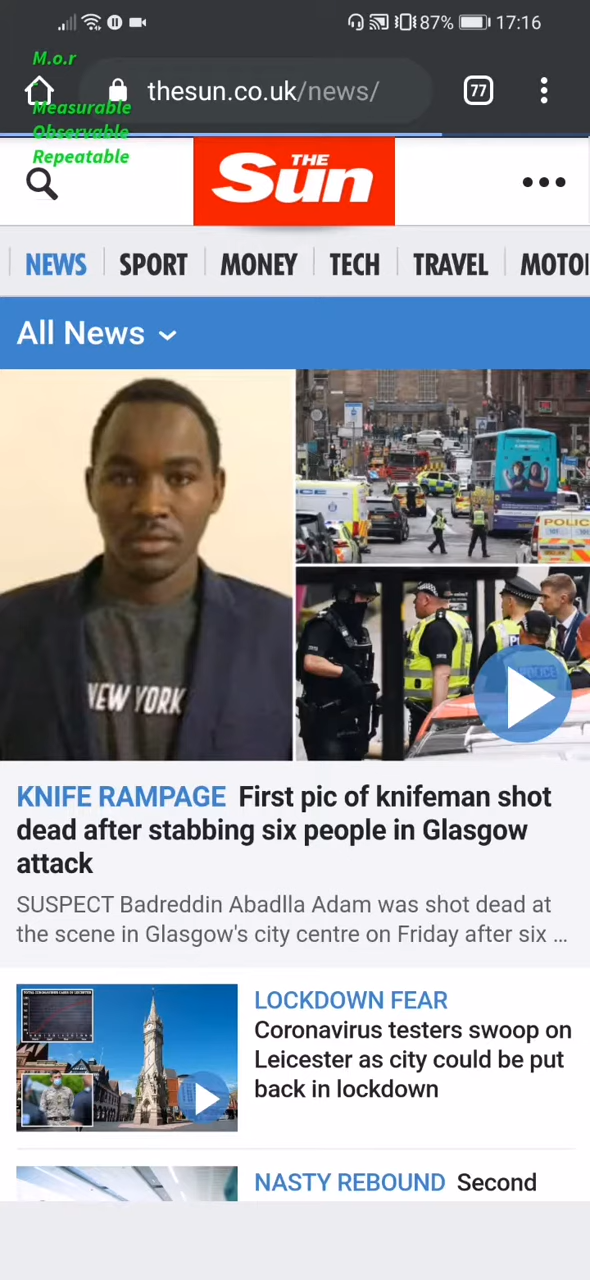 87% 17:16
M.o.r
thesun.co.uk/news/
77
Measurable
Observable
Repeatable
THE
Sun
NEWS SPORT MONEY TECH TRAVEL
All News
NEW YORK
POLICE
KNIFE RAMPAGE First pic of knifeman shot
dead after stabbing six people in Glasgow
attack
SUSPECT Badreddin Abadlla Adam was shot dead at
the scene in Glasgow's city centre on Friday after six ...
LOCKDOWN FEAR
Coronavirus testers swoop on
Leicester as city could be put
back in lockdown
NASTY REBOUND Second